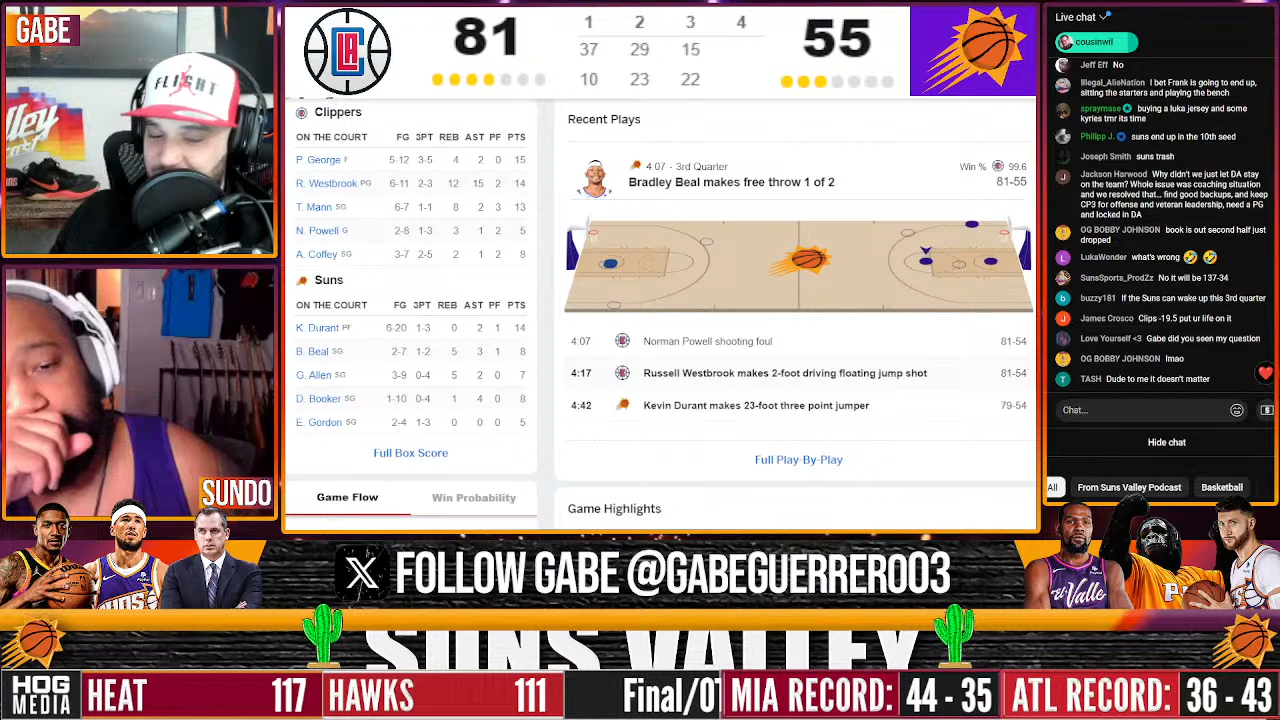 GABE
FLIGHT
SUNDO
LA
81
1 2 3 4
37 29 15
10 23 22
55
Clippers
ON THE COURT FG 3PT REB AST PF PTS
P. George F 5-12 3-5 4 2 0 15
R. Westbrook PG 6-11 2-3 12 15 2 14
T. Mann SG 6-7 1-1 8 2 3 13
N. Powell G 2-8 1-3 3 1 2 5
A. Coffey SG 3-7 2-5 2 1 2 8
Suns
ON THE COURT FG 3PT REB AST PF PTS
K. Durant PF 6-20 1-3 0 2 1 14
B. Beal SG 2-7 1-2 5 3 1 8
G. Allen SG 3-9 0-4 5 2 0 7
D. Booker SG 1-10 0-4 1 4 0 8
E. Gordon SG 2-4 1-3 0 0 0 5
Full Box Score
Game Flow Win Probability
Recent Plays
4:07 - 3rd Quarter Win % 99.6
Bradley Beal makes free throw 1 of 2 81-55
4:07 Norman Powell shooting foul 81-54
4:17 Russell Westbrook makes 2-foot driving floating jump shot 81-54
4:42 Kevin Durant makes 23-foot three point jumper 79-54
Full Play-By-Play
Game Highlights
Live chat
cousinwil
Jeff Eff No
Illegal_AlieNation I bet Frank is going to end up,
sitting the starters and playing the bench
spraymase buying a luka jersey and some
kyries tmr its time
Philipp J. suns end up in the 10th seed
Joseph Smith suns trash
Jackson Harwood Why didn't we just let DA stay
on the team? Whole issue was coaching situation
and we resolved that... find good backups, and keep
CP3 for offense and veteran leadership, need a PG
and locked in DA
OG BOBBY JOHNSON book is out second half just
dropped
LukaWonder what's wrong 🤣 🤣
SunsSports_ProdZz No it will be 137-34
buzzy181 If the Suns can wake up this 3rd quarter
James Crosco Clips -19.5 put ur life on it
Love Yourself <3 Gabe did you seen my question
OG BOBBY JOHNSON lmao
TASH Dude to me it doesn't matter
Chat...
Hide chat
All From Suns Valley Podcast Basketball
X FOLLOW GABE @GABEGUERRERO03
SUNS VALLEY
HOG
MEDIA
HEAT 117 HAWKS 111 Final/OT MIA RECORD: 44 - 35 ATL RECORD: 36 - 43